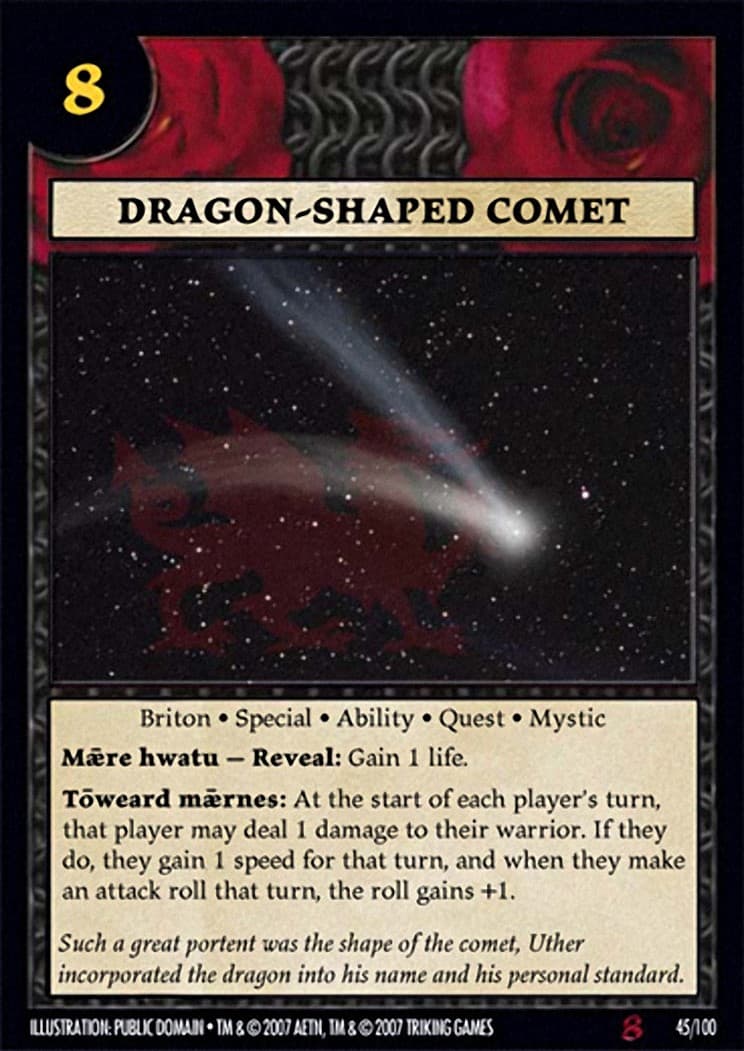 8
DRAGON-SHAPED COMET
Briton • Special • Ability • Quest • Mystic
Mǣre hwatu – Reveal: Gain 1 life.
Tōweard mǣrnes: At the start of each player's turn,
that player may deal 1 damage to their warrior. If they
do, they gain 1 speed for that turn, and when they make
an attack roll that turn, the roll gains +1.
Such a great portent was the shape of the comet, Uther
incorporated the dragon into his name and his personal standard.
ILLUSTRATION: PUBLIC DOMAIN • TM & © 2007 AETH, TM & © 2007 TRIKING GAMES 8 45/100